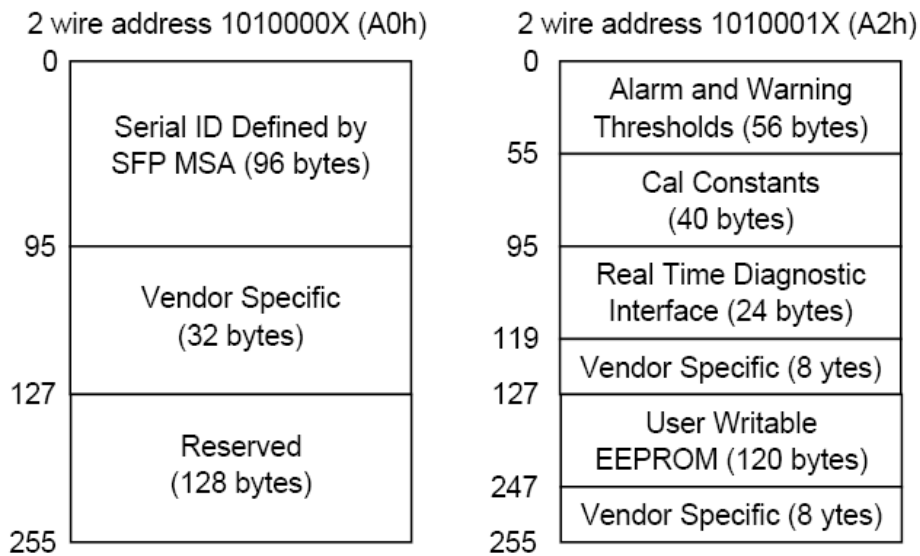 2 wire address 1010000X (A0h)
0
Serial ID Defined by
SFP MSA (96 bytes)
95
Vendor Specific
(32 bytes)
127
Reserved
(128 bytes)
255
2 wire address 1010001X (A2h)
0
Alarm and Warning
Thresholds (56 bytes)
55
Cal Constants
(40 bytes)
95
Real Time Diagnostic
Interface (24 bytes)
119
Vendor Specific (8 ytes)
127
User Writable
EEPROM (120 bytes)
247
Vendor Specific (8 ytes)
255